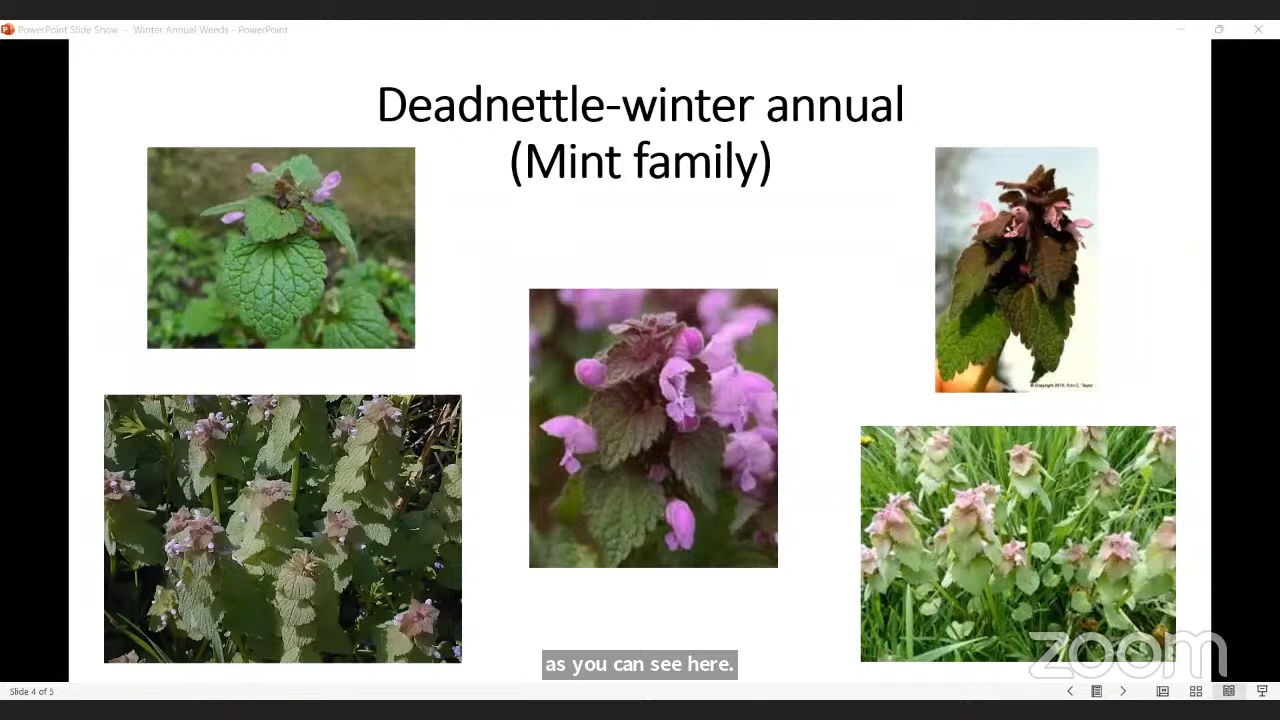 PowerPoint Slide Show - Winter Annual Weeds - PowerPoint
Deadnettle-winter annual
(Mint family)
as you can see here.
zoom
Slide 4 of 5